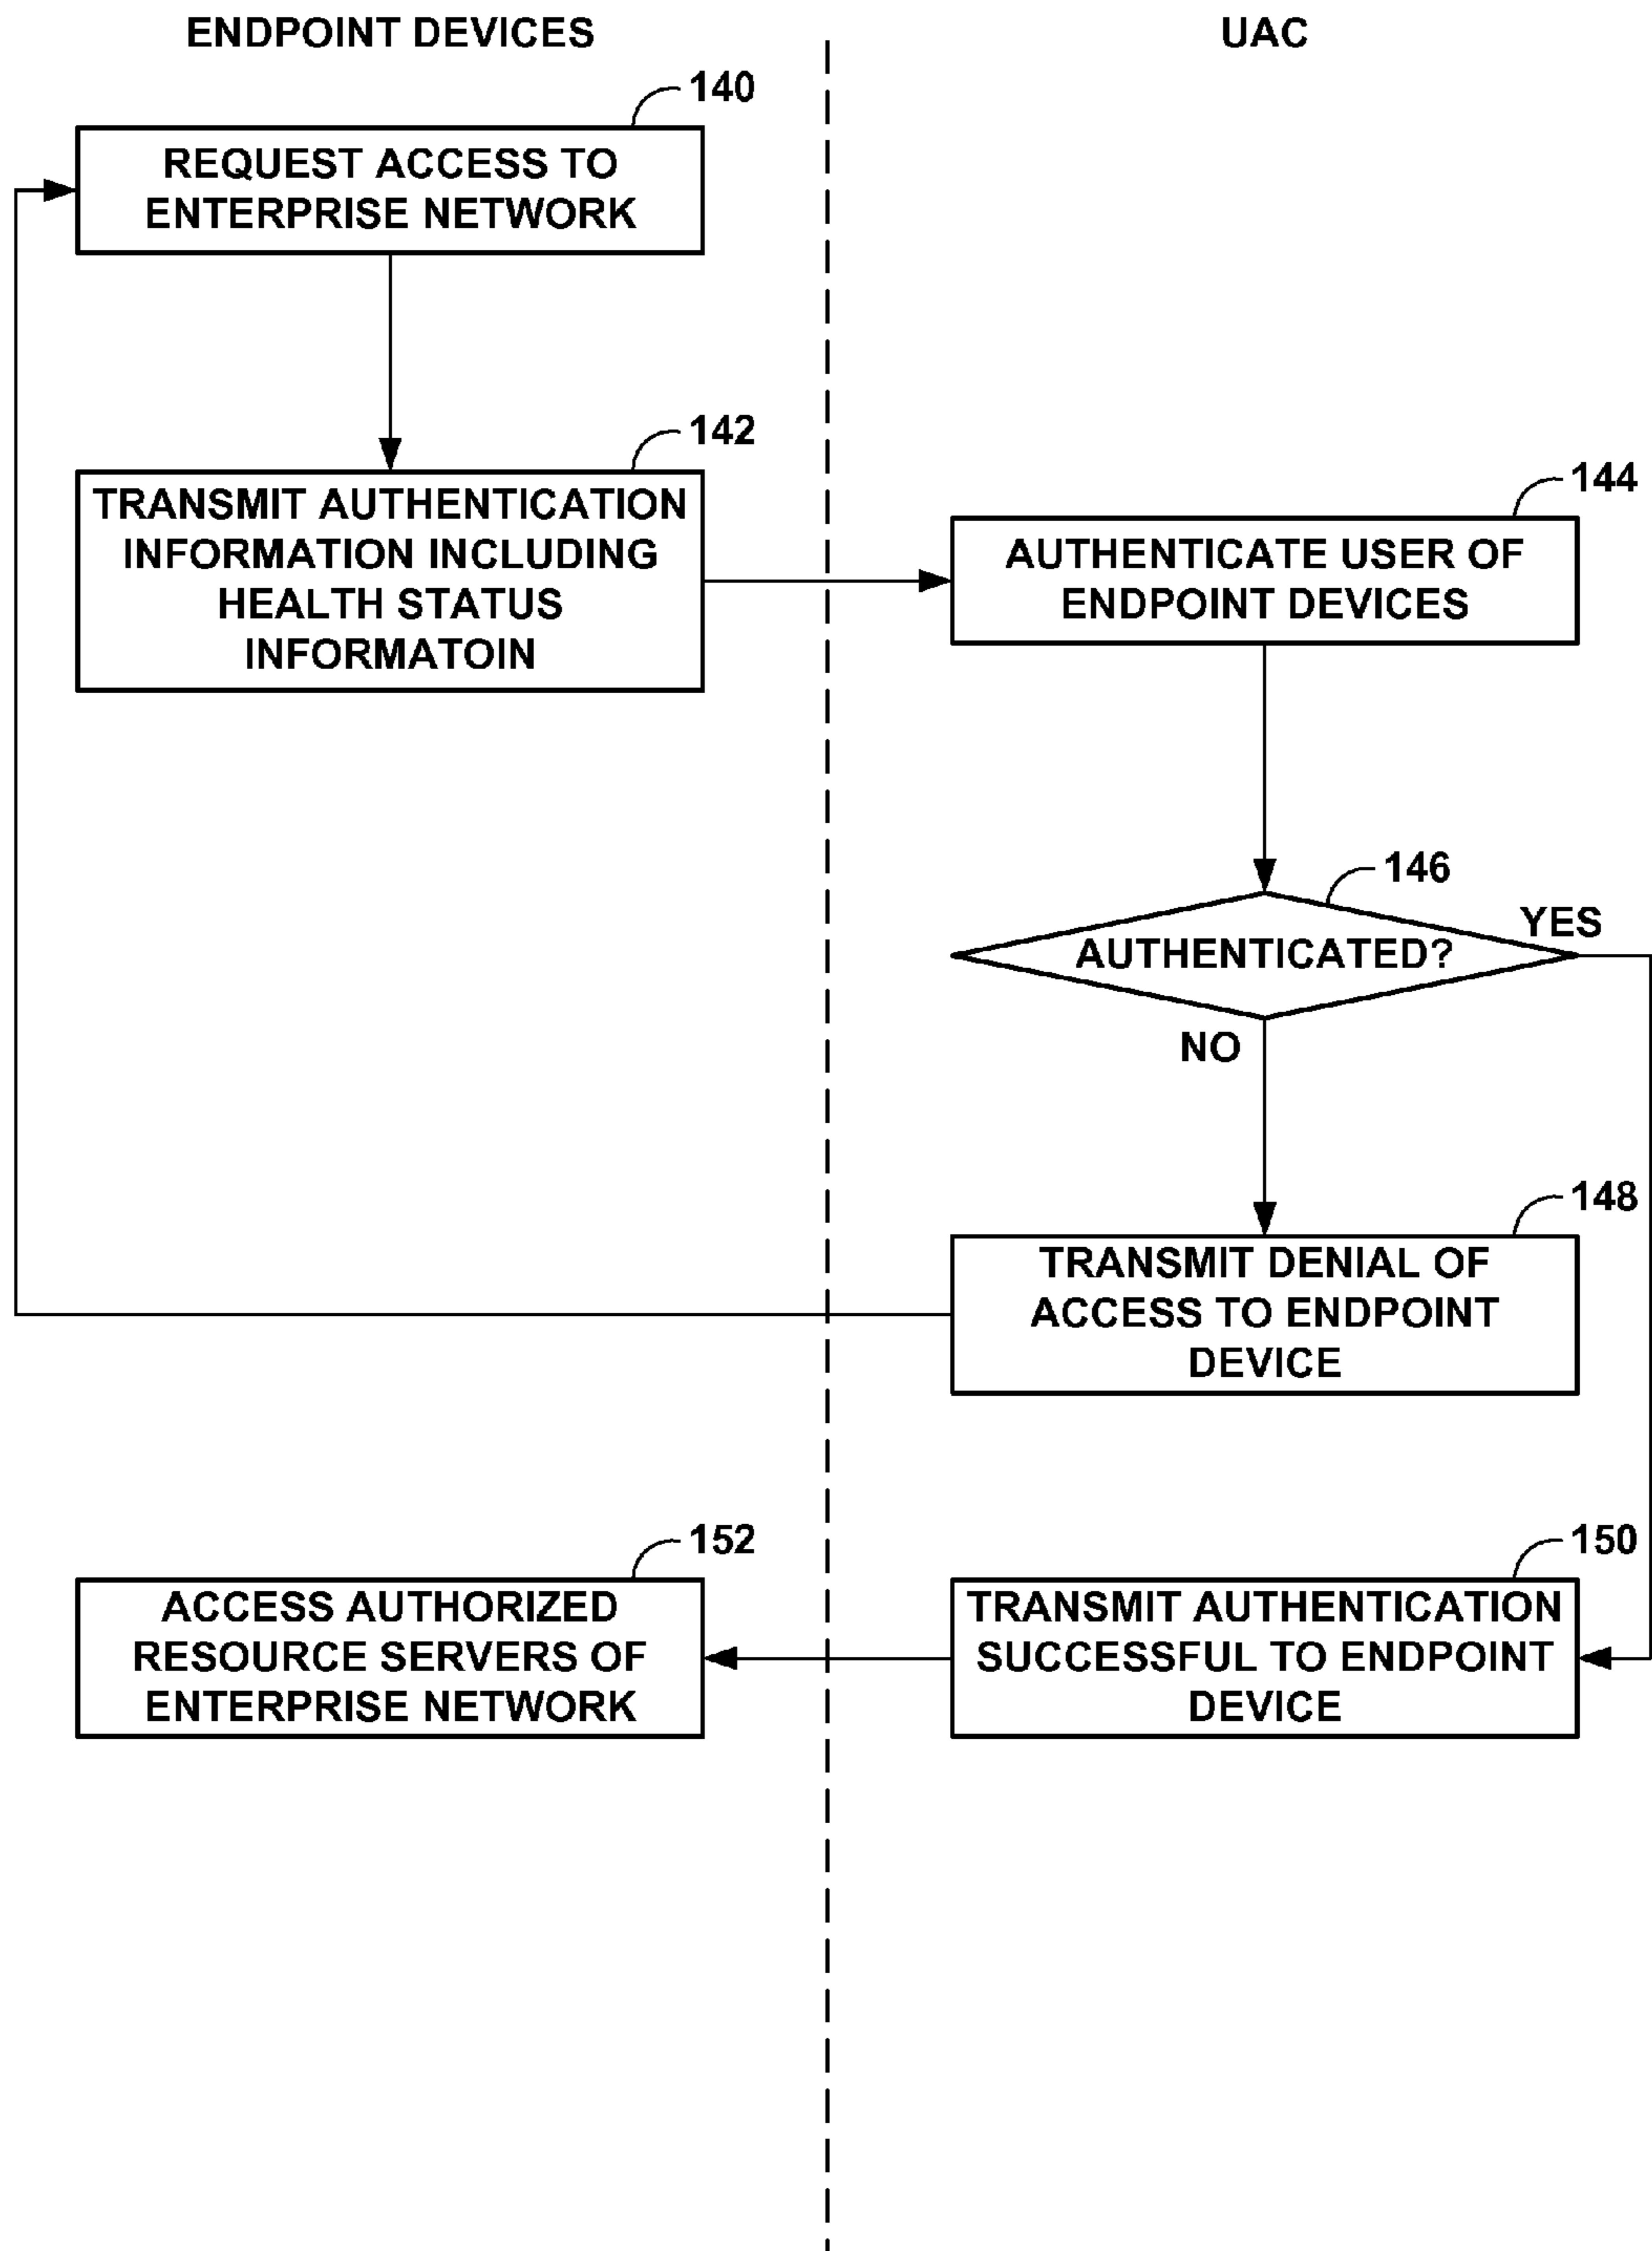 ENDPOINT DEVICES
UAC
140
REQUEST ACCESS TO
ENTERPRISE NETWORK
142
TRANSMIT AUTHENTICATION
INFORMATION INCLUDING
HEALTH STATUS
INFORMATOIN
144
AUTHENTICATE USER OF
ENDPOINT DEVICES
146
AUTHENTICATED?
YES
NO
148
TRANSMIT DENIAL OF
ACCESS TO ENDPOINT
DEVICE
150
TRANSMIT AUTHENTICATION
SUCCESSFUL TO ENDPOINT
DEVICE
152
ACCESS AUTHORIZED
RESOURCE SERVERS OF
ENTERPRISE NETWORK